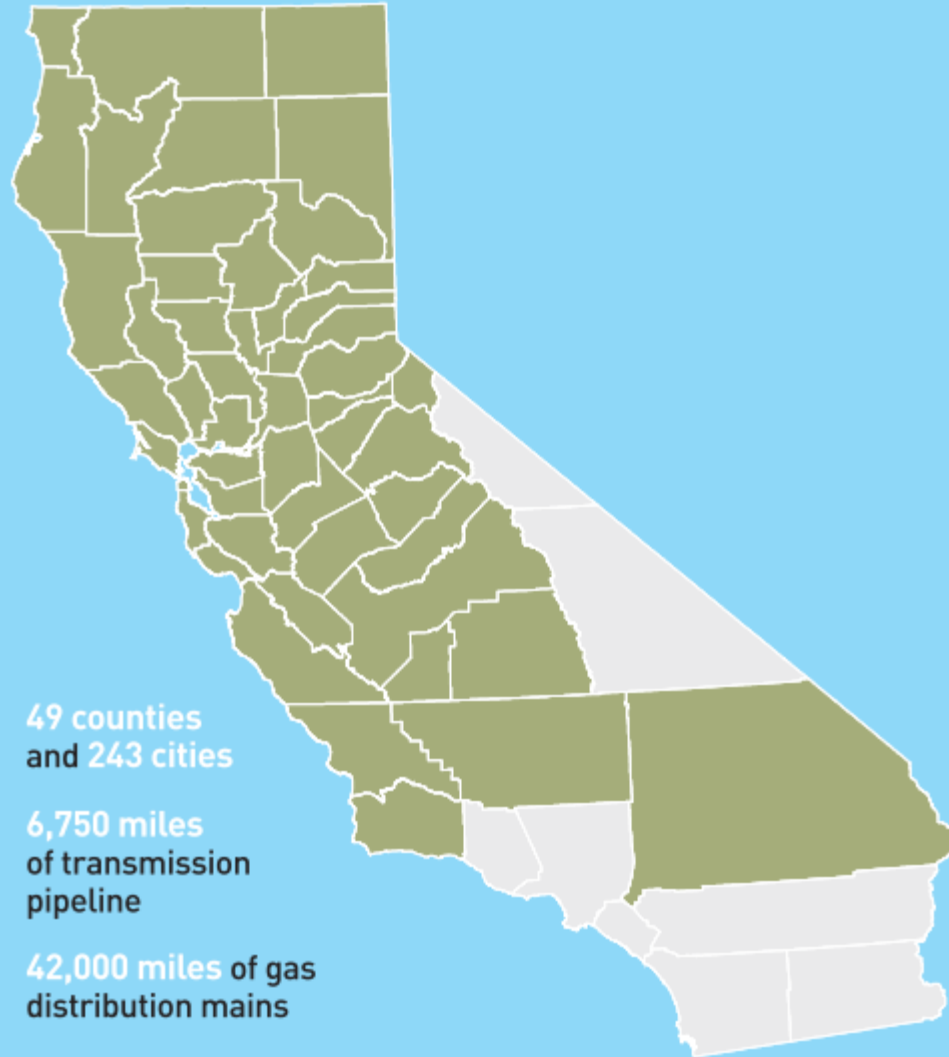 49 counties
and 243 cities
6,750 miles
of transmission
pipeline
42,000 miles of gas
distribution mains